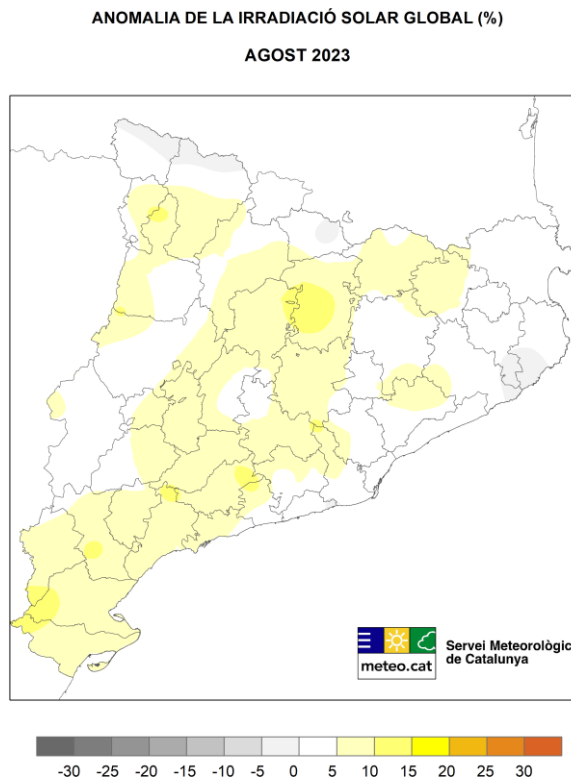 ANOMALIA DE LA IRRADIACIÓ SOLAR GLOBAL (%)
AGOST 2023
meteo.cat
Servei Meteorològic
de Catalunya
-30 -25 -20 -15 -10 -5 0 5 10 15 20 25 30